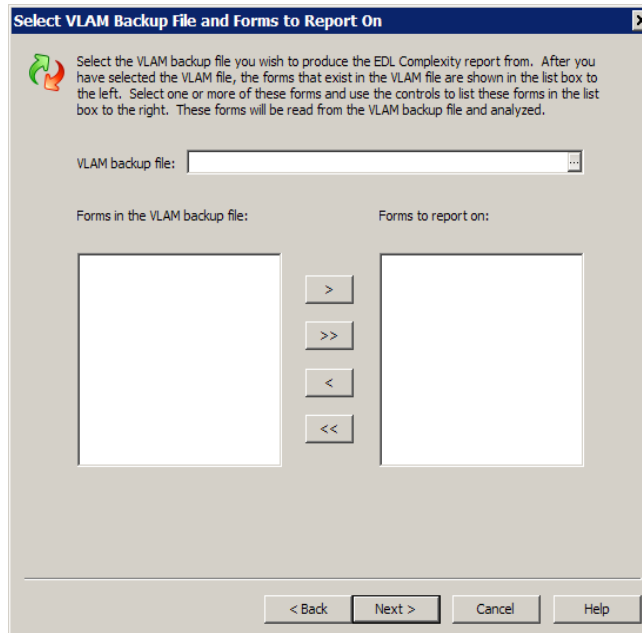 Select VLAM Backup File and Forms to Report On
Select the VLAM backup file you wish to produce the EDL Complexity report from.  After you
have selected the VLAM file, the forms that exist in the VLAM file are shown in the list box to
the left.  Select one or more of these forms and use the controls to list these forms in the list
box to the right.  These forms will be read from the VLAM backup file and analyzed.
VLAM backup file:
...
Forms in the VLAM backup file:
Forms to report on:
>
>>
<
<<
< Back
Next >
Cancel
Help